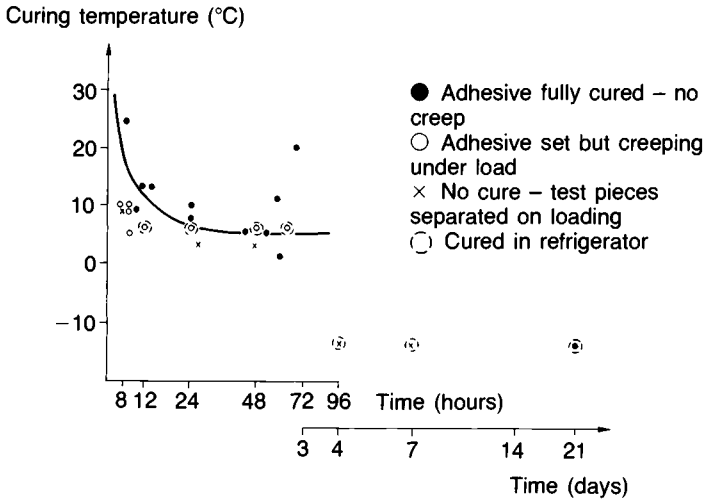 Curing temperature (°C)
30
20
10
0
−10
● Adhesive fully cured – no
creep
○ Adhesive set but creeping
under load
× No cure – test pieces
separated on loading
Cured in refrigerator
8 12 24 48 72 96 Time (hours)
3 4 7 14 21
Time (days)